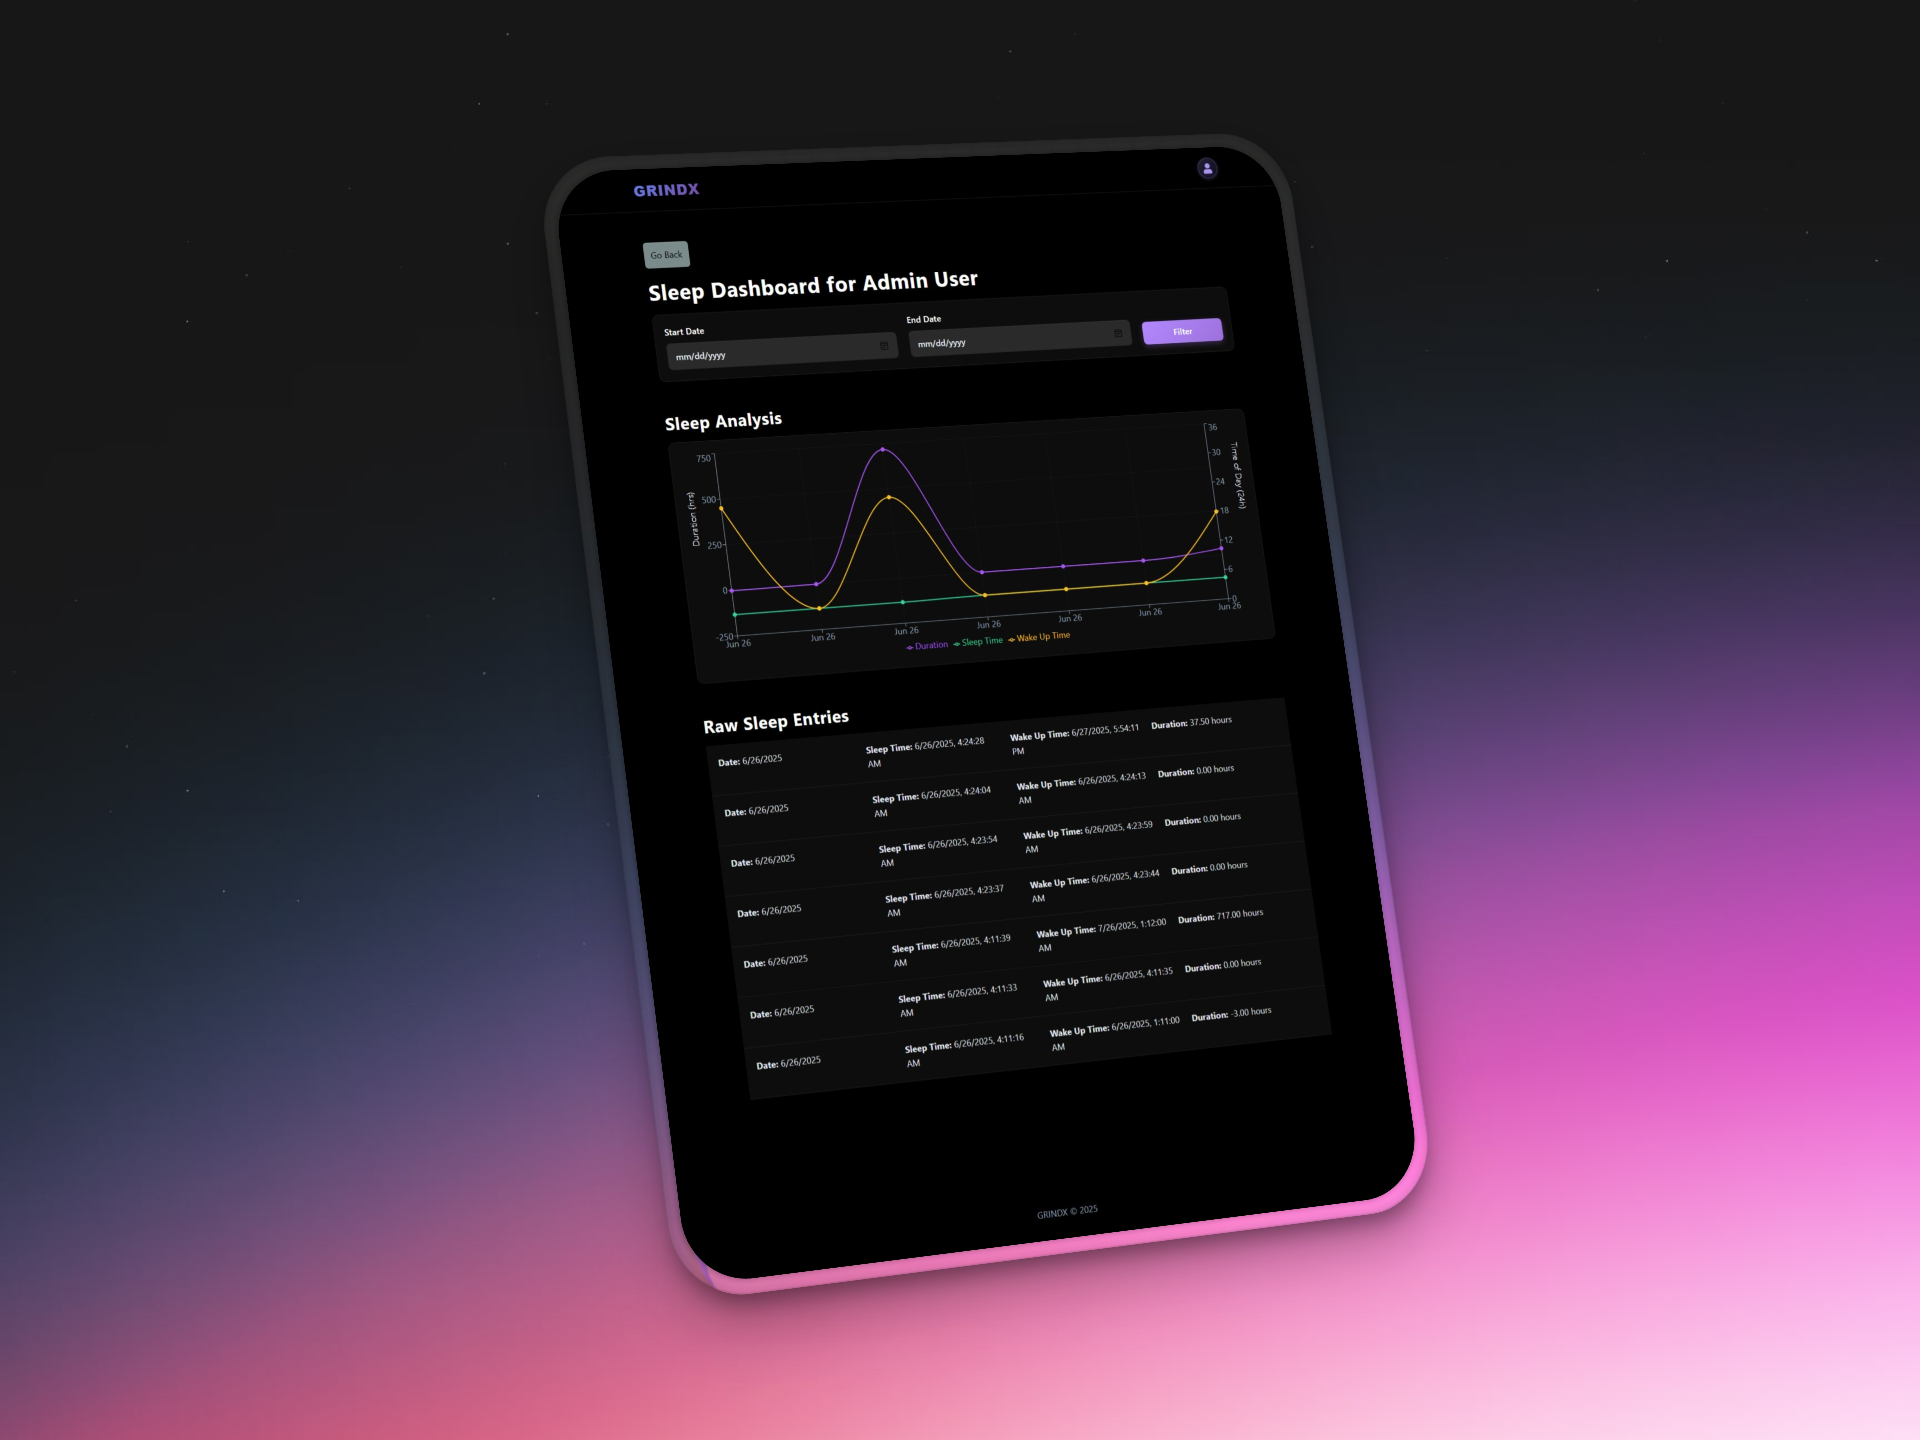 GRINDX
Go Back
Sleep Dashboard for Admin User
Start Date
mm/dd/yyyy
End Date
mm/dd/yyyy
Filter
Sleep Analysis
Duration (hrs)
750
500
250
0
-250
Time of Day (24h)
36
30
24
18
12
6
0
Jun 26 Jun 26 Jun 26 Jun 26 Jun 26 Jun 26 Jun 26
Duration Sleep Time Wake Up Time
Raw Sleep Entries
Date: 6/26/2025 Sleep Time: 6/26/2025, 4:24:28 AM Wake Up Time: 6/27/2025, 5:54:11 PM Duration: 37.50 hours
Date: 6/26/2025 Sleep Time: 6/26/2025, 4:24:04 AM Wake Up Time: 6/26/2025, 4:24:13 AM Duration: 0.00 hours
Date: 6/26/2025 Sleep Time: 6/26/2025, 4:23:54 AM Wake Up Time: 6/26/2025, 4:23:59 AM Duration: 0.00 hours
Date: 6/26/2025 Sleep Time: 6/26/2025, 4:23:37 AM Wake Up Time: 6/26/2025, 4:23:44 AM Duration: 0.00 hours
Date: 6/26/2025 Sleep Time: 6/26/2025, 4:11:39 AM Wake Up Time: 7/26/2025, 1:12:00 AM Duration: 717.00 hours
Date: 6/26/2025 Sleep Time: 6/26/2025, 4:11:33 AM Wake Up Time: 6/26/2025, 4:11:35 AM Duration: 0.00 hours
Date: 6/26/2025 Sleep Time: 6/26/2025, 4:11:16 AM Wake Up Time: 6/26/2025, 1:11:00 AM Duration: -3.00 hours
GRINDX © 2025